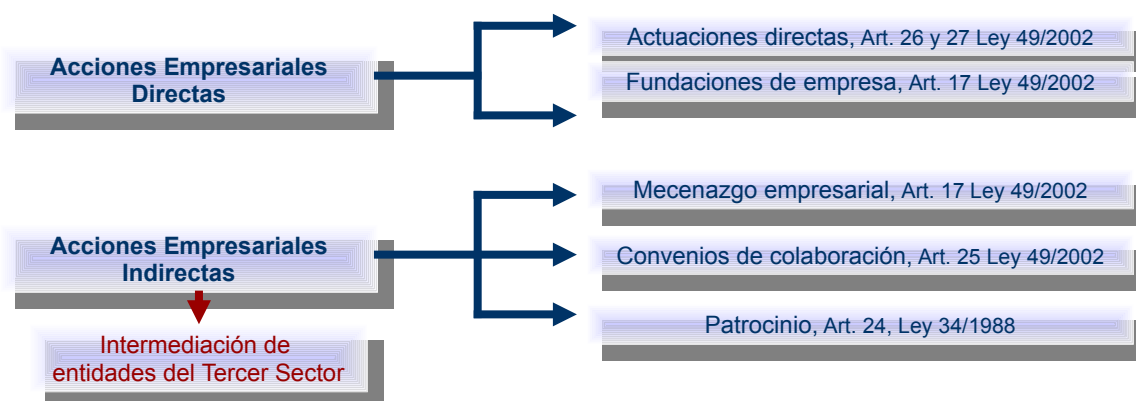 Acciones Empresariales
Directas
Actuaciones directas, Art. 26 y 27 Ley 49/2002
Fundaciones de empresa, Art. 17 Ley 49/2002
Acciones Empresariales
Indirectas
Mecenazgo empresarial, Art. 17 Ley 49/2002
Convenios de colaboración, Art. 25 Ley 49/2002
Patrocinio, Art. 24, Ley 34/1988
Intermediación de
entidades del Tercer Sector